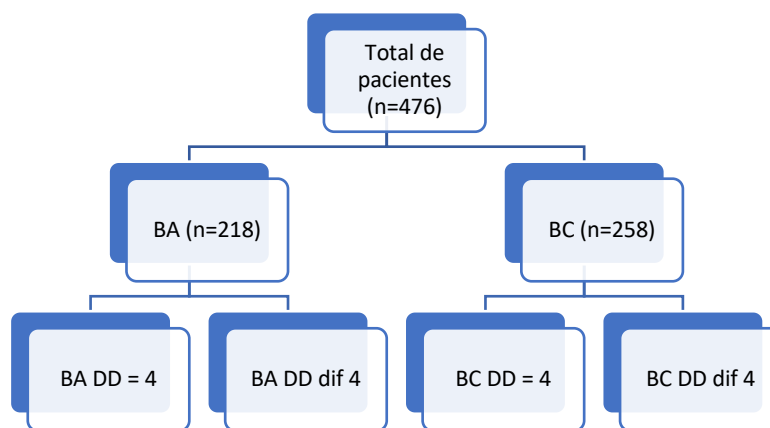 Total de
pacientes
(n=476)
BA (n=218)
BC (n=258)
BA DD = 4
BA DD dif 4
BC DD = 4
BC DD dif 4